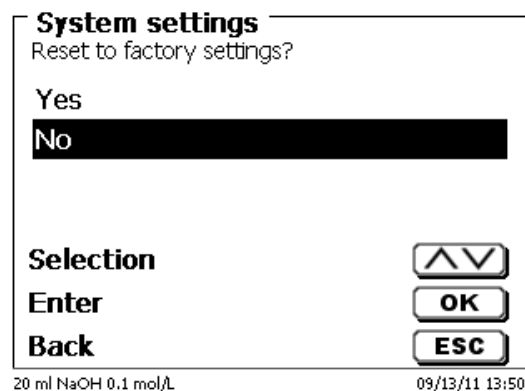 System settings
Reset to factory settings?
Yes
No
Selection
Enter OK
Back ESC
20 ml NaOH 0.1 mol/L 09/13/11 13:50